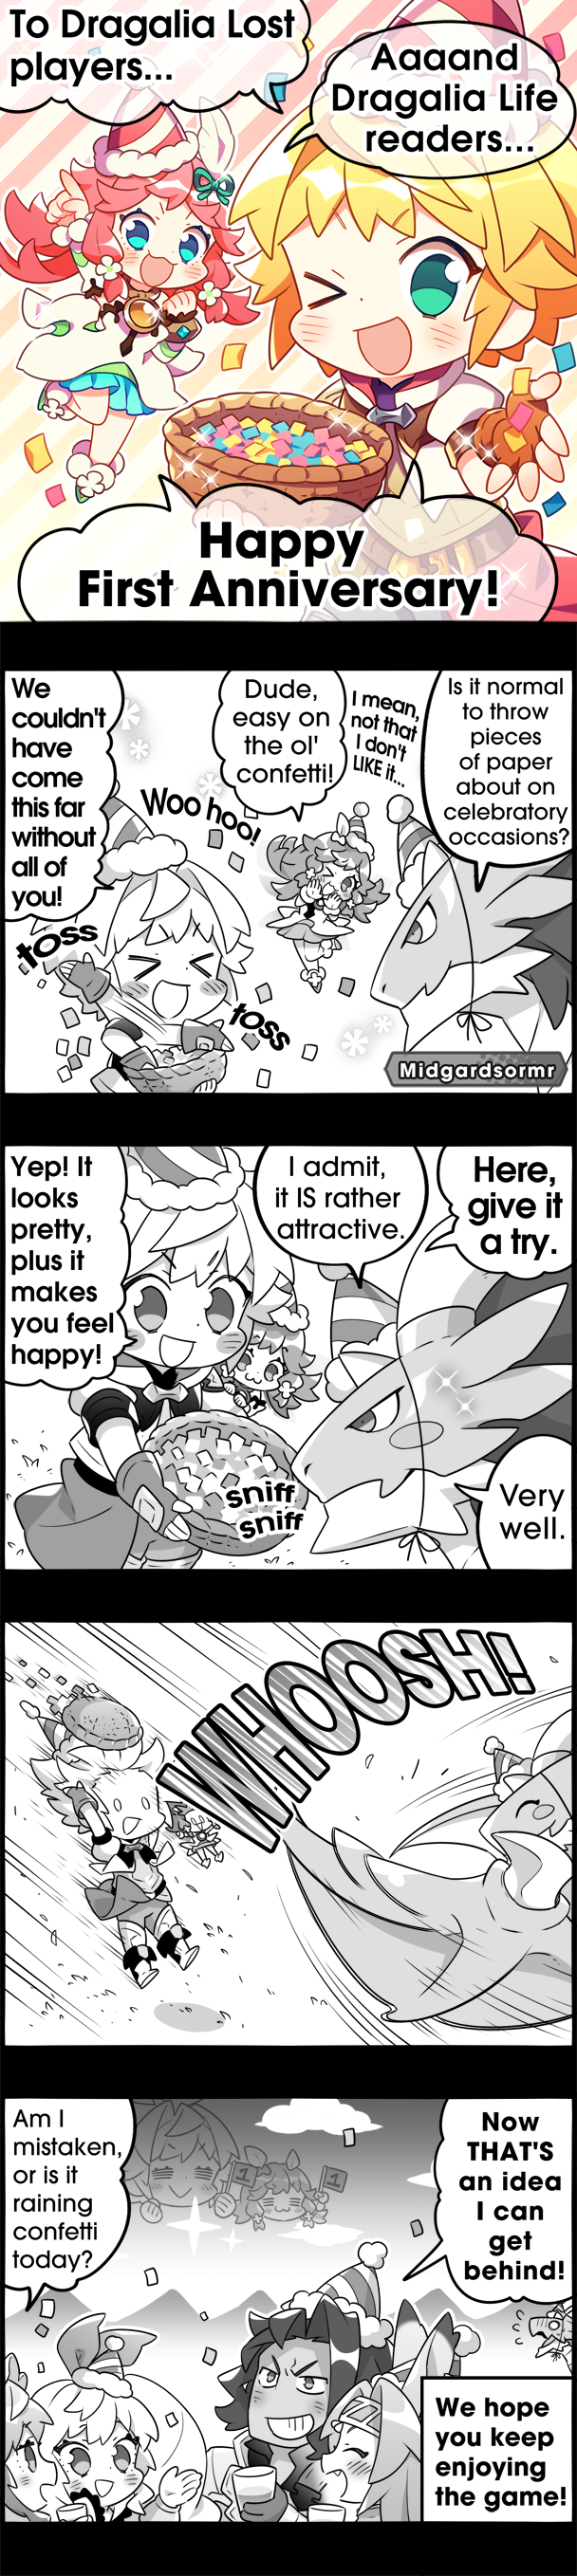 To Dragalia Lost
players...
Aaaand
Dragalia Life
readers...
Happy
First Anniversary!
We
couldn't
have
come
this far
without
all of
you!
Woo hoo!
toss
toss
Dude,
easy on
the ol'
confetti!
I mean,
not that
I don't
LIKE it...
Is it normal
to throw
pieces
of paper
about on
celebratory
occasions?
Midgardsormr
Yep! It
looks
pretty,
plus it
makes
you feel
happy!
I admit,
it IS rather
attractive.
Here,
give it
a try.
sniff
sniff
Very
well.
WHOOSH!
Am I
mistaken,
or is it
raining
confetti
today?
1
1
Now
THAT'S
an idea
I can
get
behind!
We hope
you keep
enjoying
the game!